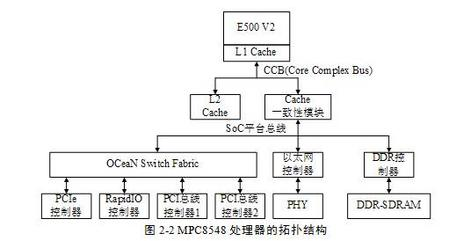 E500 V2
L1 Cache
CCB(Core Complex Bus)
L2
Cache
Cache
一致性模块
SoC平台总线
OCeaN Switch Fabric
以太网
控制器
DDR控
制器
PCIe
控制器
RapidIO
控制器
PCI总线
控制器1
PCI总线
控制器2
PHY
DDR-SDRAM
图 2-2 MPC8548 处理器的拓扑结构